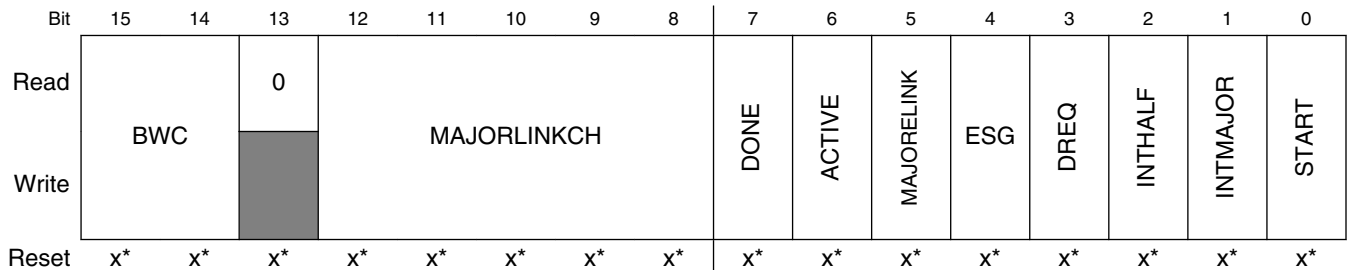 Bit 15 14 13 12 11 10 9 8 7 6 5 4 3 2 1 0
Read 0
BWC MAJORLINKCH DONE ACTIVE MAJORELINK ESG DREQ INTHALF INTMAJOR START
Write
Reset x* x* x* x* x* x* x* x* x* x* x* x* x* x* x* x*